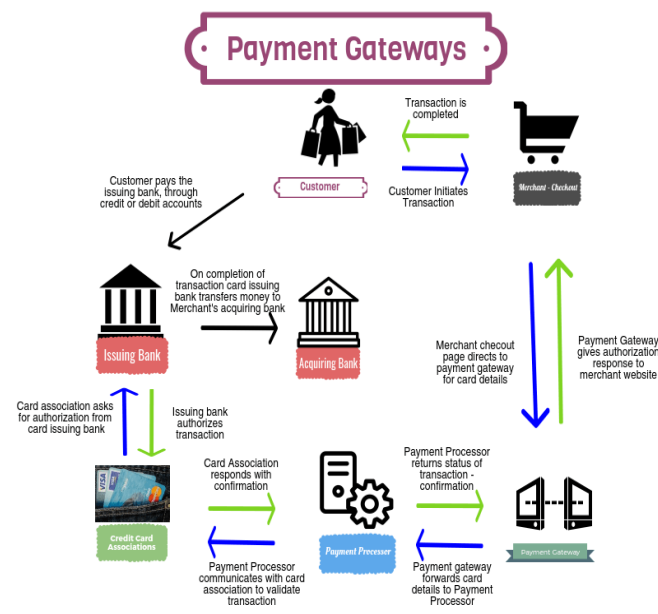 Payment Gateways
Transaction is
completed
Customer
Customer Initiates
Transaction
Merchant - Checkout
Customer pays the
issuing bank, through
credit or debit accounts
On completion of
transaction card issuing
bank transfers money to
Merchant's acquiring bank
Issuing Bank
Acquiring Bank
Merchant checout
page directs to
payment gateway
for card details
Payment Gateway
gives authorization
response to
merchant website
Card association asks
for authorization from
card issuing bank
Issuing bank
authorizes
transaction
VISA
Credit Card
Associations
Card Association
responds with
confirmation
Payment Processor
communicates with card
association to validate
transaction
Payment Processor
Payment Processor
returns status of
transaction -
confirmation
Payment gateway
forwards card
details to Payment
Processor
Payment Gateway